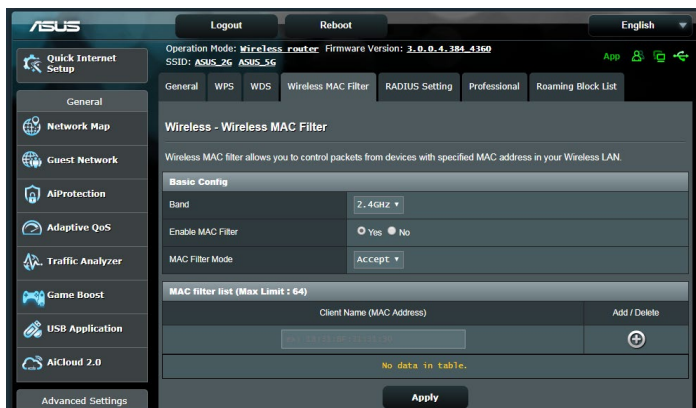 ASUS
Logout
Reboot
English
Quick Internet
Setup
Operation Mode: Wireless router Firmware Version: 3.0.0.4.384_4360
SSID: ASUS_2G ASUS_5G
App
General
WPS
WDS
Wireless MAC Filter
RADIUS Setting
Professional
Roaming Block List
General
Network Map
Guest Network
AiProtection
Adaptive QoS
Traffic Analyzer
Game Boost
USB Application
AiCloud 2.0
Advanced Settings
Wireless - Wireless MAC Filter
Wireless MAC filter allows you to control packets from devices with specified MAC address in your Wireless LAN.
Basic Config
Band
2.4GHz
Enable MAC Filter
Yes No
MAC Filter Mode
Accept
MAC filter list (Max Limit : 64)
Client Name (MAC Address)
Add / Delete
No data in table.
Apply